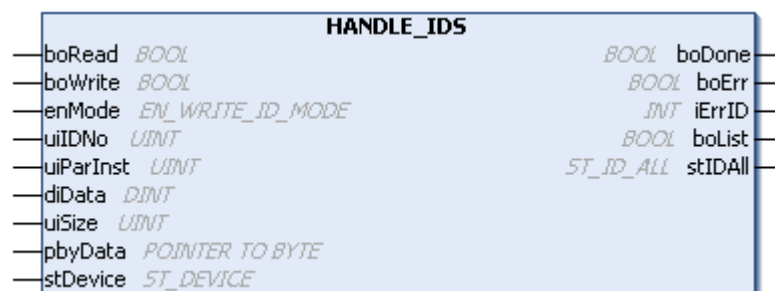 HANDLE_IDS
boRead BOOL BOOL boDone
boWrite BOOL BOOL boErr
enMode EN_WRITE_ID_MODE INT iErrID
uiIDNo UINT BOOL boList
uiParInst UINT ST_ID_ALL stIDAll
diData DINT
uiSize UINT
pbyData POINTER TO BYTE
stDevice ST_DEVICE